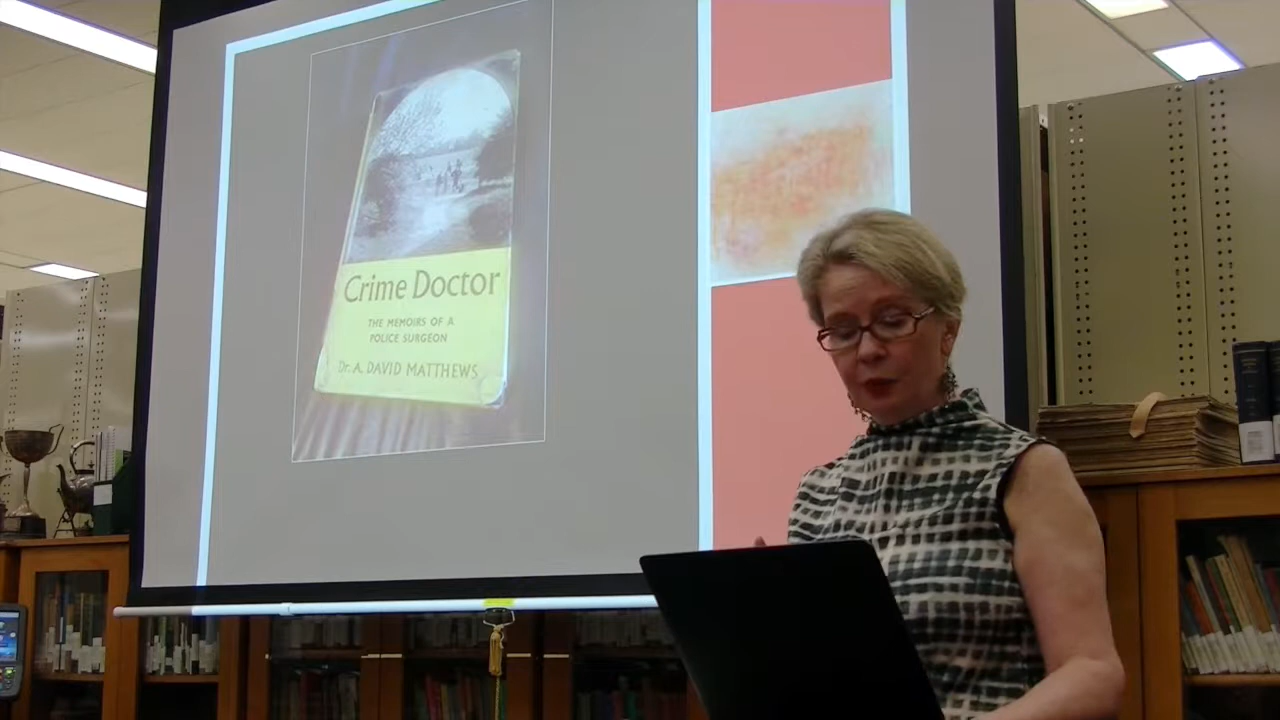 Crime Doctor
THE MEMOIRS OF A
POLICE SURGEON
Dr. A. DAVID MATTHEWS